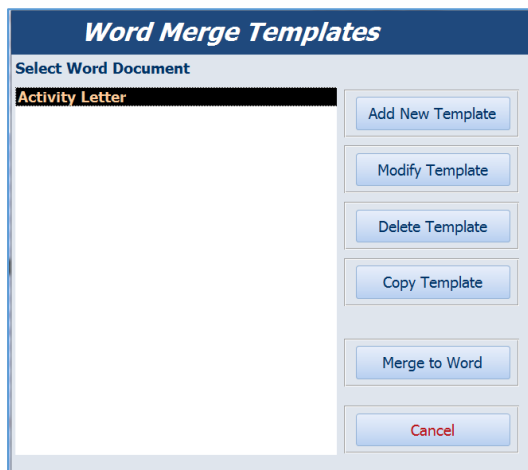 Word Merge Templates
Select Word Document
Activity Letter
Add New Template
Modify Template
Delete Template
Copy Template
Merge to Word
Cancel